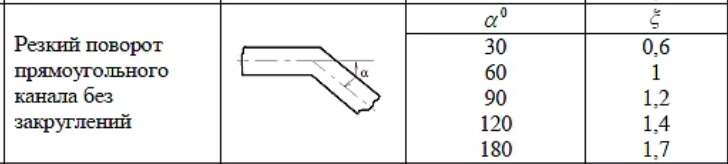 α⁰ ξ
Резкий поворот
прямоугольного
канала без
закруглений
α
30 0,6
60 1
90 1,2
120 1,4
180 1,7